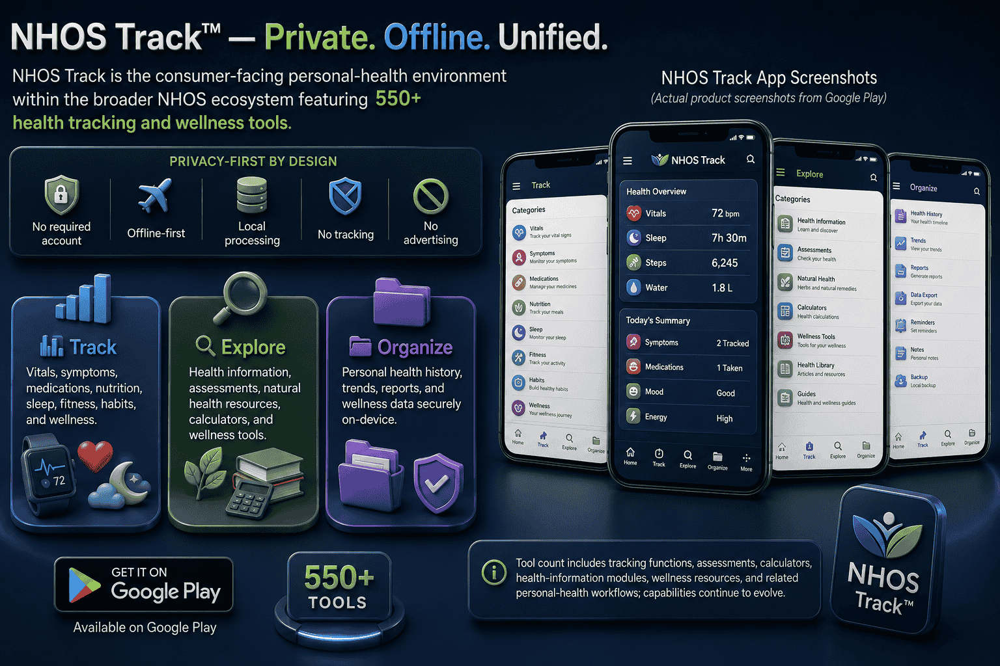 NHOS Track™ — Private. Offline. Unified.
NHOS Track is the consumer-facing personal-health environment
within the broader NHOS ecosystem featuring 550+
health tracking and wellness tools.
PRIVACY-FIRST BY DESIGN
No required
account
Offline-first
Local
processing
No tracking
No
advertising
Track
Vitals, symptoms,
medications, nutrition,
sleep, fitness, habits,
and wellness.
72
Explore
Health information,
assessments, natural
health resources,
calculators, and
wellness tools.
Organize
Personal health history,
trends, reports, and
wellness data securely
on-device.
GET IT ON
Google Play
Available on Google Play
550+
TOOLS
NHOS Track App Screenshots
(Actual product screenshots from Google Play)
Track
Categories
Vitals
Track your vital signs
Symptoms
Monitor your symptoms
Medications
Manage your medicines
Nutrition
Track your meals
Sleep
Monitor your sleep
Fitness
Track your activity
Habits
Build healthy habits
Wellness
Your wellness journey
Home
Track
Explore
Organize
NHOS Track
Health Overview
Vitals 72 bpm
Sleep 7h 30m
Steps 6,245
Water 1.8 L
Today's Summary
Symptoms 2 Tracked
Medications 1 Taken
Mood Good
Energy High
Home
Track
Explore
Organize
More
Explore
Categories
Health Information
Learn and discover
Assessments
Check your health
Natural Health
Herbs and natural remedies
Calculators
Health calculations
Wellness Tools
Tools for your wellness
Health Library
Articles and resources
Guides
Health and wellness guides
Home
Track
Explore
Organize
Organize
Health History
Your health timeline
Trends
View your trends
Reports
Generate reports
Data Export
Export your data
Reminders
Set reminders
Notes
Personal notes
Backup
Local backup
Home
Track
Explore
Organize
Tool count includes tracking functions, assessments, calculators,
health-information modules, wellness resources, and related
personal-health workflows; capabilities continue to evolve.
NHOS
Track™